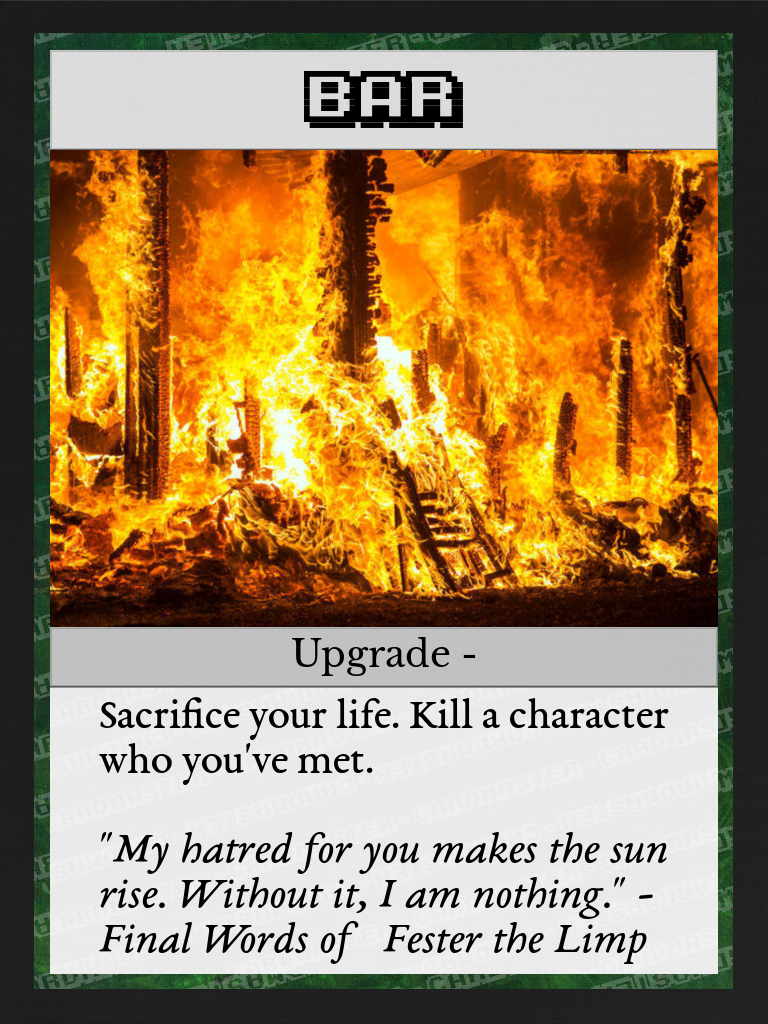 BAR
Upgrade -
Sacrifice your life. Kill a character
who you've met.
"My hatred for you makes the sun
rise. Without it, I am nothing." -
Final Words of Fester the Limp